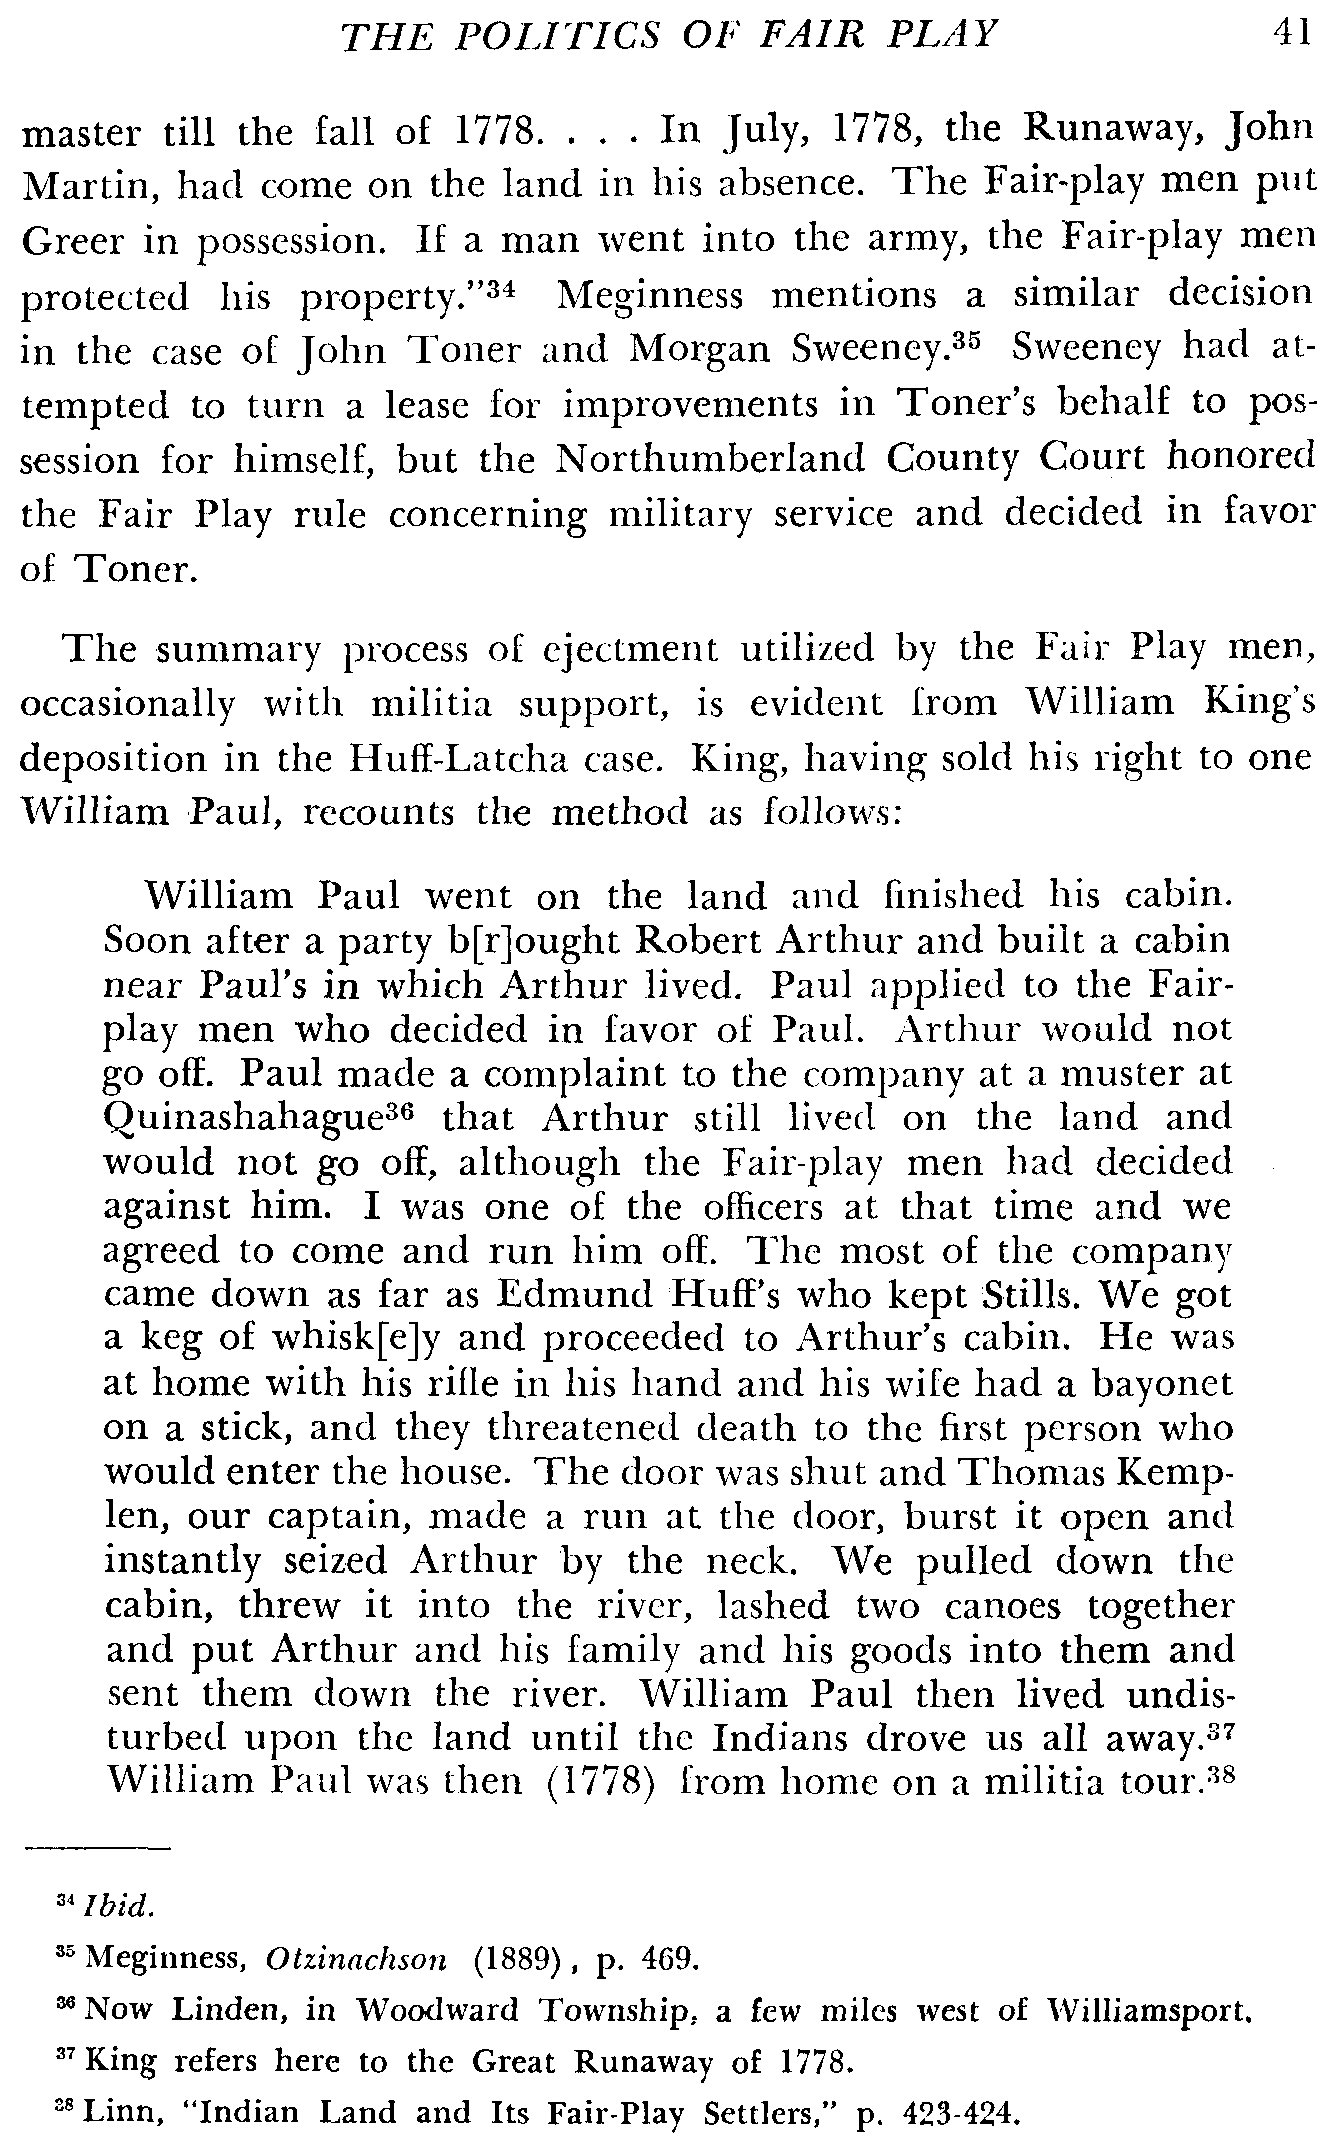 THE POLITICS OF FAIR PLAY 41
master till the fall of 1778. . . . In July, 1778, the Runaway, John
Martin, had come on the land in his absence. The Fair-play men put
Greer in possession. If a man went into the army, the Fair-play men
protected his property.”³⁴ Meginness mentions a similar decision
in the case of John Toner and Morgan Sweeney.³⁵ Sweeney had at-
tempted to turn a lease for improvements in Toner's behalf to pos-
session for himself, but the Northumberland County Court honored
the Fair Play rule concerning military service and decided in favor
of Toner.
The summary process of ejectment utilized by the Fair Play men,
occasionally with militia support, is evident from William King's
deposition in the Huff-Latcha case. King, having sold his right to one
William Paul, recounts the method as follows:
William Paul went on the land and finished his cabin.
Soon after a party b[r]ought Robert Arthur and built a cabin
near Paul's in which Arthur lived. Paul applied to the Fair-
play men who decided in favor of Paul. Arthur would not
go off. Paul made a complaint to the company at a muster at
Quinashahague³⁶ that Arthur still lived on the land and
would not go off, although the Fair-play men had decided
against him. I was one of the officers at that time and we
agreed to come and run him off. The most of the company
came down as far as Edmund Huff's who kept Stills. We got
a keg of whisk[e]y and proceeded to Arthur's cabin. He was
at home with his rifle in his hand and his wife had a bayonet
on a stick, and they threatened death to the first person who
would enter the house. The door was shut and Thomas Kemp-
len, our captain, made a run at the door, burst it open and
instantly seized Arthur by the neck. We pulled down the
cabin, threw it into the river, lashed two canoes together
and put Arthur and his family and his goods into them and
sent them down the river. William Paul then lived undis-
turbed upon the land until the Indians drove us all away.³⁷
William Paul was then (1778) from home on a militia tour.³⁸
³⁴ Ibid.
³⁵ Meginness, Otzinachson (1889), p. 469.
³⁶ Now Linden, in Woodward Township, a few miles west of Williamsport.
³⁷ King refers here to the Great Runaway of 1778.
³⁸ Linn, “Indian Land and Its Fair-Play Settlers,” p. 423-424.